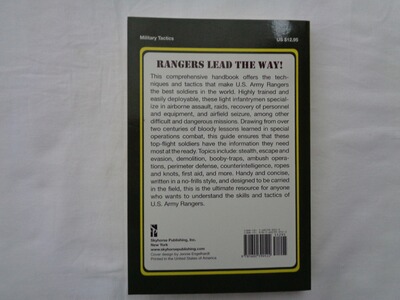 Military Tactics
US $12.95
RANGERS LEAD THE WAY!
This comprehensive handbook offers the tech-
niques and tactics that make U.S. Army Rangers
the best soldiers in the world. Highly trained and
easily deployable, these light infantrymen special-
ize in airborne assault, raids, recovery of personnel
and equipment, and airfield seizure, among other
difficult and dangerous missions. Drawing from over
two centuries of bloody lessons learned in special
operations combat, this guide ensures that these
top-flight soldiers have the information they need
most at the ready. Topics include: stealth, escape and
evasion, demolition, booby-traps, ambush opera-
tions, perimeter defense, counterintelligence, ropes
and knots, first aid, and more. Handy and concise,
written in a no-frills style, and designed to be carried
in the field, this is the ultimate resource for anyone
who wants to understand the skills and tactics of
U.S. Army Rangers.
Skyhorse Publishing, Inc.
New York
www.skyhorsepublishing.com
Cover design by
Printed in the United States of America